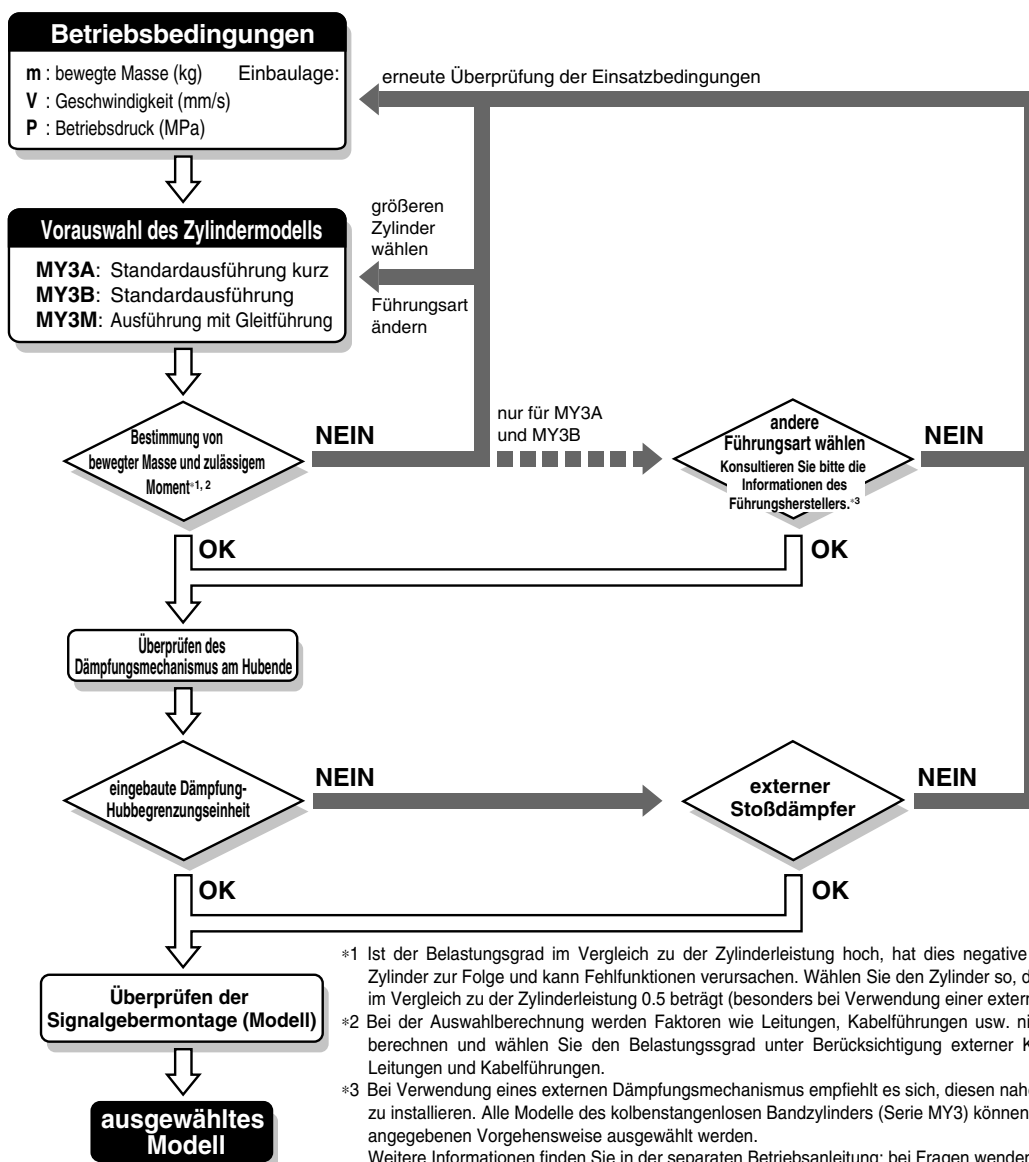 Betriebsbedingungen
m : bewegte Masse (kg) Einbaulage:
V : Geschwindigkeit (mm/s)
P : Betriebsdruck (MPa)
erneute Überprüfung der Einsatzbedingungen
Vorauswahl des Zylindermodells
MY3A: Standardausführung kurz
MY3B: Standardausführung
MY3M: Ausführung mit Gleitführung
größeren
Zylinder
wählen
Führungsart
ändern
Bestimmung von
bewegter Masse und zulässigem
Moment*1, 2
NEIN
nur für MY3A
und MY3B
andere
Führungsart wählen
Konsultieren Sie bitte die
Informationen des
Führungsherstellers.*3
NEIN
OK
OK
Überprüfen des
Dämpfungsmechanismus am Hubende
eingebaute Dämpfung-
Hubbegrenzungseinheit
NEIN
externer
Stoßdämpfer
NEIN
OK
OK
Überprüfen der
Signalgebermontage (Modell)
ausgewähltes
Modell
*1 Ist der Belastungsgrad im Vergleich zu der Zylinderleistung hoch, hat dies negative
Zylinder zur Folge und kann Fehlfunktionen verursachen. Wählen Sie den Zylinder so, d
im Vergleich zu der Zylinderleistung 0.5 beträgt (besonders bei Verwendung einer extern
*2 Bei der Auswahlberechnung werden Faktoren wie Leitungen, Kabelführungen usw. ni
berechnen und wählen Sie den Belastungssgrad unter Berücksichtigung externer K
Leitungen und Kabelführungen.
*3 Bei Verwendung eines externen Dämpfungsmechanismus empfiehlt es sich, diesen nahe
zu installieren. Alle Modelle des kolbenstangenlosen Bandzylinders (Serie MY3) können
angegebenen Vorgehensweise ausgewählt werden.
Weitere Informationen finden Sie in der separaten Betriebsanleitung; bei Fragen wenden